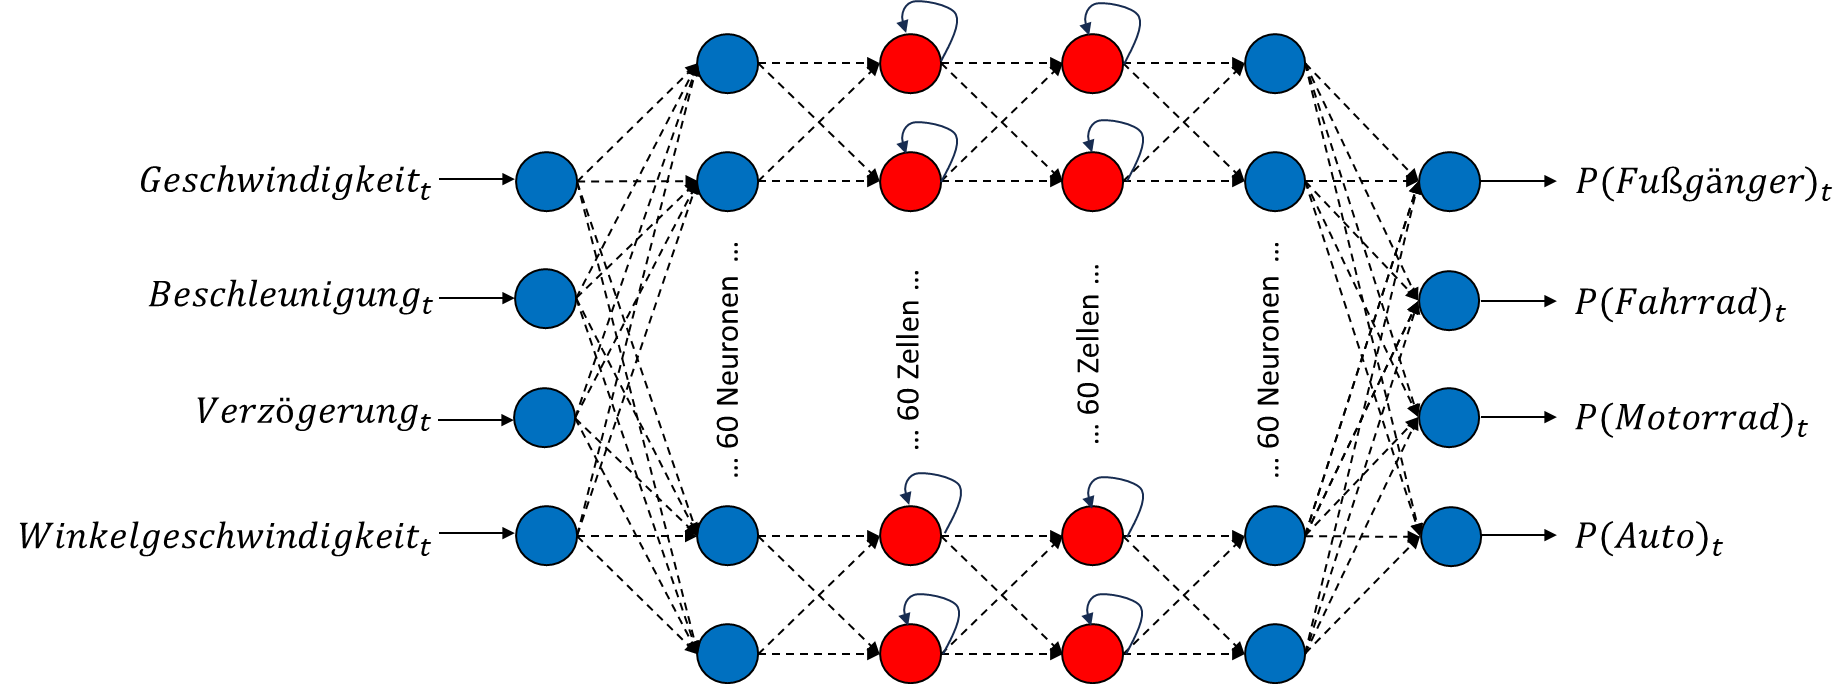 Geschwindigkeit_t
Beschleunigung_t
Verzögerung_t
Winkelgeschwindigkeit_t
... 60 Neuronen ...
... 60 Zellen ...
... 60 Zellen ...
... 60 Neuronen ...
P(Fußgänger)_t
P(Fahrrad)_t
P(Motorrad)_t
P(Auto)_t